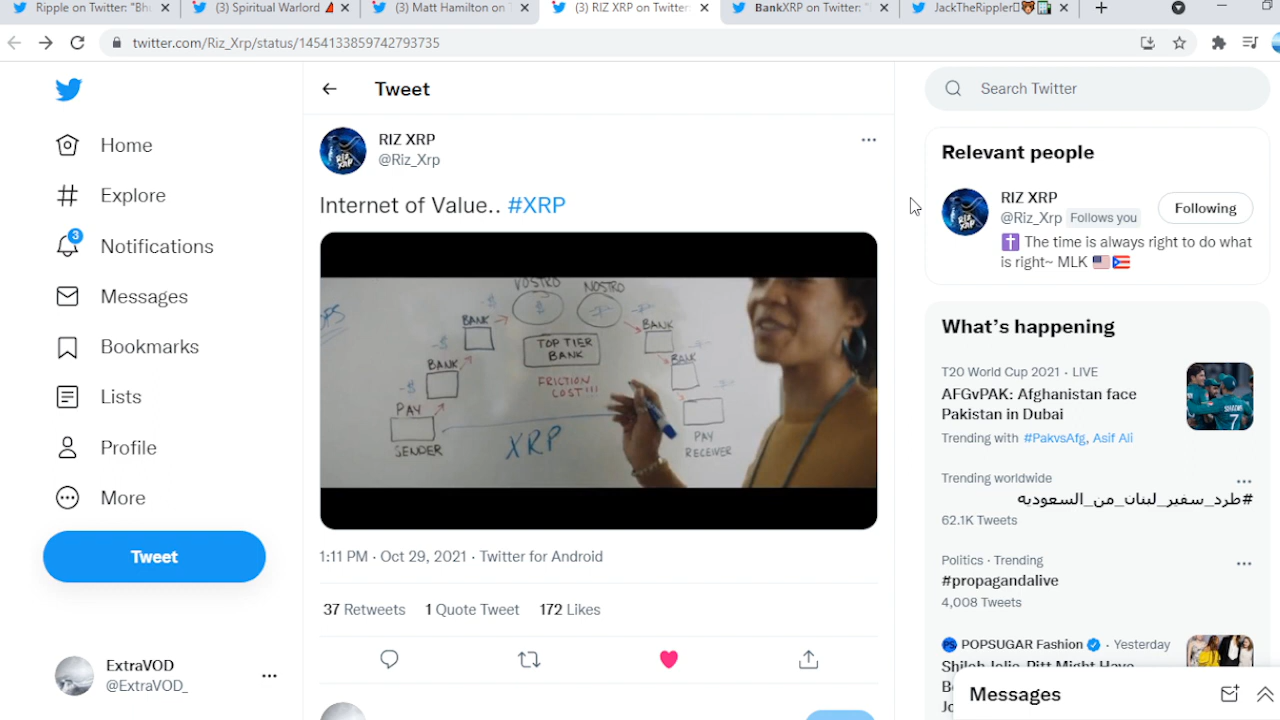 Ripple on Twitter: "Bh
(3) Spiritual Warlord
(3) Matt Hamilton on T
(3) RIZ XRP on Twitter
BankXRP on Twitter: "
JackTheRippler
twitter.com/Riz_Xrp/status/1454133859742793735
Home
Explore
3
Notifications
Messages
Bookmarks
Lists
Profile
More
Tweet
ExtraVOD
@ExtraVOD_
Tweet
RIZ XRP
@Riz_Xrp
Internet of Value.. #XRP
VOSTRO
NOSTRO
BANK
BANK
TOP TIER
BANK
BANK
BANK
FRICTION
COST!!!
PAY
SENDER
XRP
PAY
RECEIVER
1:11 PM · Oct 29, 2021 · Twitter for Android
37 Retweets 1 Quote Tweet 172 Likes
Search Twitter
Relevant people
RIZ XRP
@Riz_Xrp Follows you
Following
✝️ The time is always right to do what
is right~ MLK 🇺🇸🇵🇷
What's happening
T20 World Cup 2021 · LIVE
AFGvPAK: Afghanistan face
Pakistan in Dubai
Trending with #PakvsAfg, Asif Ali
Trending worldwide
#طرد_سفير_لبنان_من_السعوديه
62.1K Tweets
Politics · Trending
#propagandalive
4,008 Tweets
POPSUGAR Fashion · Yesterday
Shiloh Jolie-Pitt Might Have
Messages